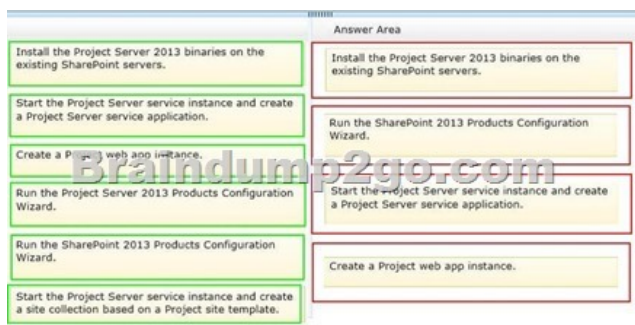 Answer Area
Install the Project Server 2013 binaries on the
existing SharePoint servers.
Start the Project Server service instance and create
a Project Server service application.
Create a Project web app instance.
Run the Project Server 2013 Products Configuration
Wizard.
Run the SharePoint 2013 Products Configuration
Wizard.
Start the Project Server service instance and create
a site collection based on a Project site template.
Install the Project Server 2013 binaries on the
existing SharePoint servers.
Run the SharePoint 2013 Products Configuration
Wizard.
Start the Project Server service instance and create
a Project Server service application.
Create a Project web app instance.
Braindump2go.com